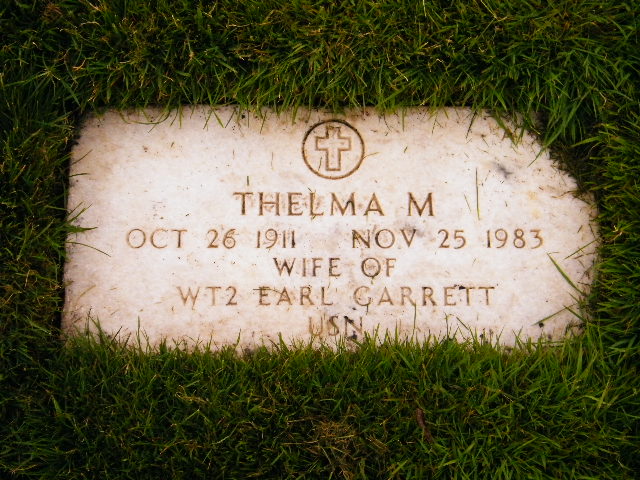 THELMA M
OCT 26 1911 NOV 25 1983
WIFE OF
WT2 EARL GARRETT
USN